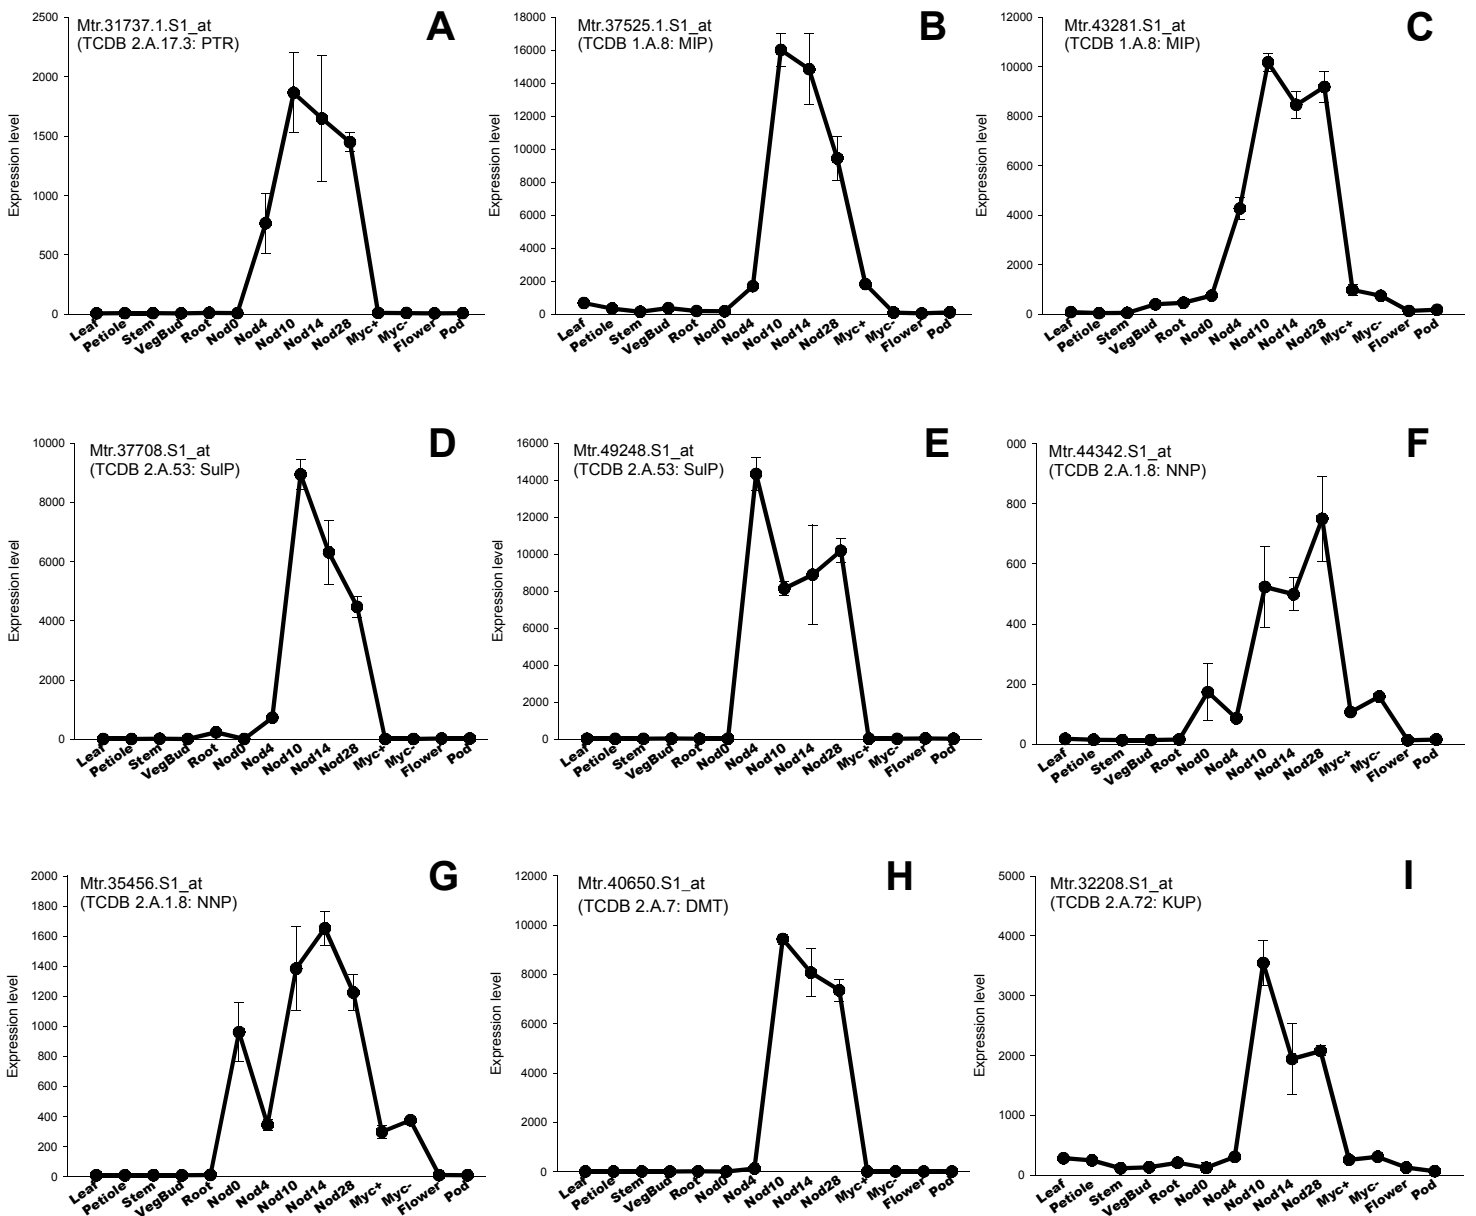 Mtr.31737.1.S1_at
(TCDB 2.A.17.3: PTR)
A
Expression level
2500
2000
1500
1000
500
0
Leaf
Petiole
Stem
VegBud
Root
Nod0
Nod4
Nod10
Nod14
Nod28
Myc+
Myc-
Flower
Pod
Mtr.37525.1.S1_at
(TCDB 1.A.8: MIP)
B
Expression level
18000
16000
14000
12000
10000
8000
6000
4000
2000
0
Leaf
Petiole
Stem
VegBud
Root
Nod0
Nod4
Nod10
Nod14
Nod28
Myc+
Myc-
Flower
Pod
Mtr.43281.S1_at
(TCDB 1.A.8: MIP)
C
Expression level
12000
10000
8000
6000
4000
2000
0
Leaf
Petiole
Stem
VegBud
Root
Nod0
Nod4
Nod10
Nod14
Nod28
Myc+
Myc-
Flower
Pod
Mtr.37708.S1_at
(TCDB 2.A.53: SulP)
D
Expression level
10000
8000
6000
4000
2000
0
Leaf
Petiole
Stem
VegBud
Root
Nod0
Nod4
Nod10
Nod14
Nod28
Myc+
Myc-
Flower
Pod
Mtr.49248.S1_at
(TCDB 2.A.53: SulP)
E
Expression level
16000
14000
12000
10000
8000
6000
4000
2000
0
Leaf
Petiole
Stem
VegBud
Root
Nod0
Nod4
Nod10
Nod14
Nod28
Myc+
Myc-
Flower
Pod
Mtr.44342.S1_at
(TCDB 2.A.1.8: NNP)
F
Expression level
000
800
600
400
200
0
Leaf
Petiole
Stem
VegBud
Root
Nod0
Nod4
Nod10
Nod14
Nod28
Myc+
Myc-
Flower
Pod
Mtr.35456.S1_at
(TCDB 2.A.1.8: NNP)
G
Expression level
2000
1800
1600
1400
1200
1000
800
600
400
200
0
Leaf
Petiole
Stem
VegBud
Root
Nod0
Nod4
Nod10
Nod14
Nod28
Myc+
Myc-
Flower
Pod
Mtr.40650.S1_at
(TCDB 2.A.7: DMT)
H
Expression level
12000
10000
8000
6000
4000
2000
0
Leaf
Petiole
Stem
VegBud
Root
Nod0
Nod4
Nod10
Nod14
Nod28
Myc+
Myc-
Flower
Pod
Mtr.32208.S1_at
(TCDB 2.A.72: KUP)
I
Expression level
5000
4000
3000
2000
1000
0
Leaf
Petiole
Stem
VegBud
Root
Nod0
Nod4
Nod10
Nod14
Nod28
Myc+
Myc-
Flower
Pod